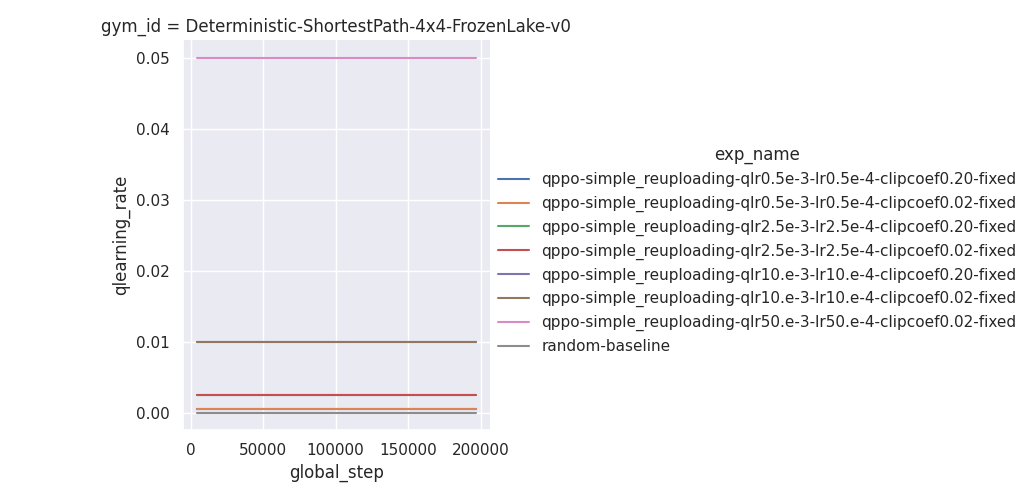 gym_id = Deterministic-ShortestPath-4x4-FrozenLake-v0
0.05
0.04
0.03
0.02
0.01
0.00
qlearning_rate
0
50000
100000
150000
200000
global_step
exp_name
qppo-simple_reuploading-qlr0.5e-3-lr0.5e-4-clipcoef0.20-fixed
qppo-simple_reuploading-qlr0.5e-3-lr0.5e-4-clipcoef0.02-fixed
qppo-simple_reuploading-qlr2.5e-3-lr2.5e-4-clipcoef0.20-fixed
qppo-simple_reuploading-qlr2.5e-3-lr2.5e-4-clipcoef0.02-fixed
qppo-simple_reuploading-qlr10.e-3-lr10.e-4-clipcoef0.20-fixed
qppo-simple_reuploading-qlr10.e-3-lr10.e-4-clipcoef0.02-fixed
qppo-simple_reuploading-qlr50.e-3-lr50.e-4-clipcoef0.02-fixed
random-baseline